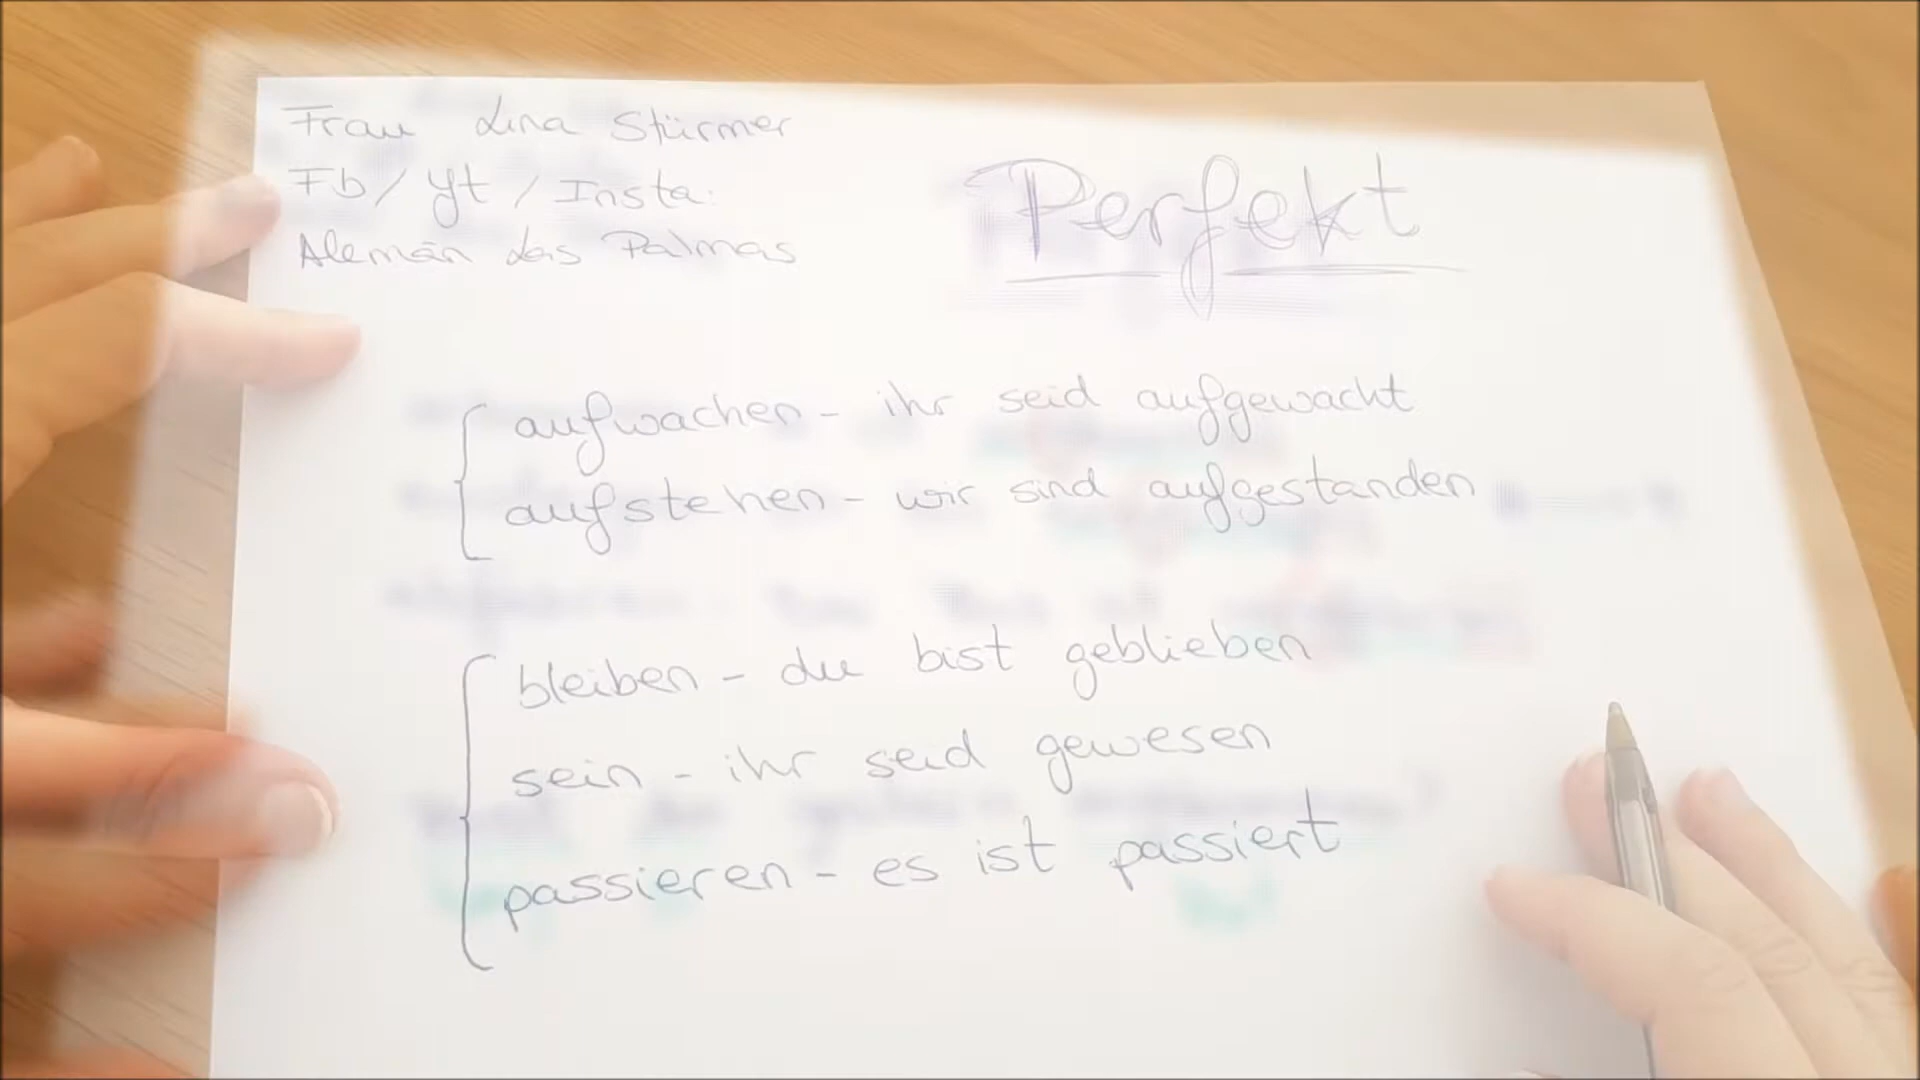 Frau Lina Stürmer
Fb / yt / Insta:
Alemán Las Palmas
Perfekt
aufwachen - ihr seid aufgewacht
aufstehen - wir sind aufgestanden
bleiben - du bist geblieben
sein - ihr seid gewesen
passieren - es ist passiert